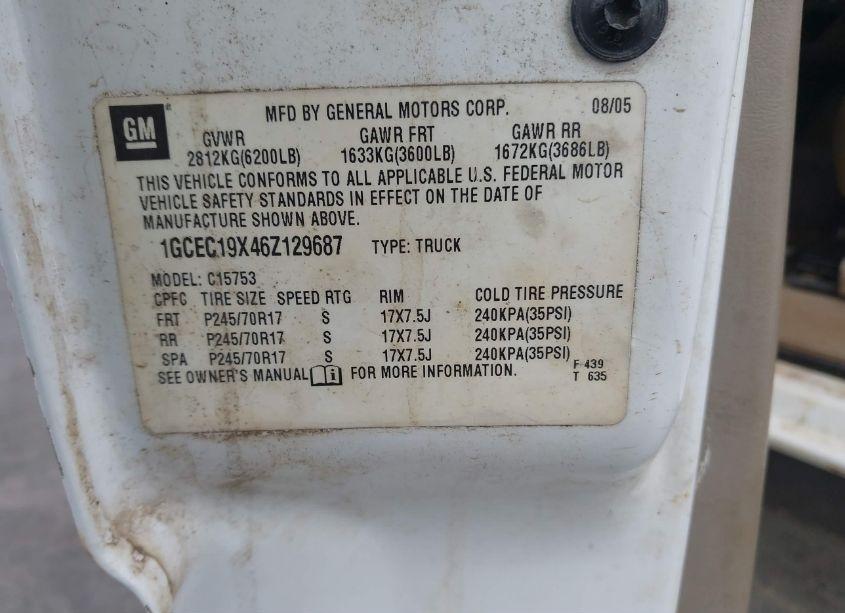 GM ® MFD BY GENERAL MOTORS CORP. 08/05
GVWR GAWR FRT GAWR RR
2812KG(6200LB) 1633KG(3600LB) 1672KG(3686LB)
THIS VEHICLE CONFORMS TO ALL APPLICABLE U.S. FEDERAL MOTOR
VEHICLE SAFETY STANDARDS IN EFFECT ON THE DATE OF
MANUFACTURE SHOWN ABOVE.
1GCEC19X46Z129687 TYPE: TRUCK
MODEL: C15753
CPFC TIRE SIZE SPEED RTG RIM COLD TIRE PRESSURE
FRT P245/70R17 S 17X7.5J 240KPA(35PSI)
RR P245/70R17 S 17X7.5J 240KPA(35PSI)
SPA P245/70R17 S 17X7.5J 240KPA(35PSI)
SEE OWNER'S MANUAL i FOR MORE INFORMATION. F 439
T 635